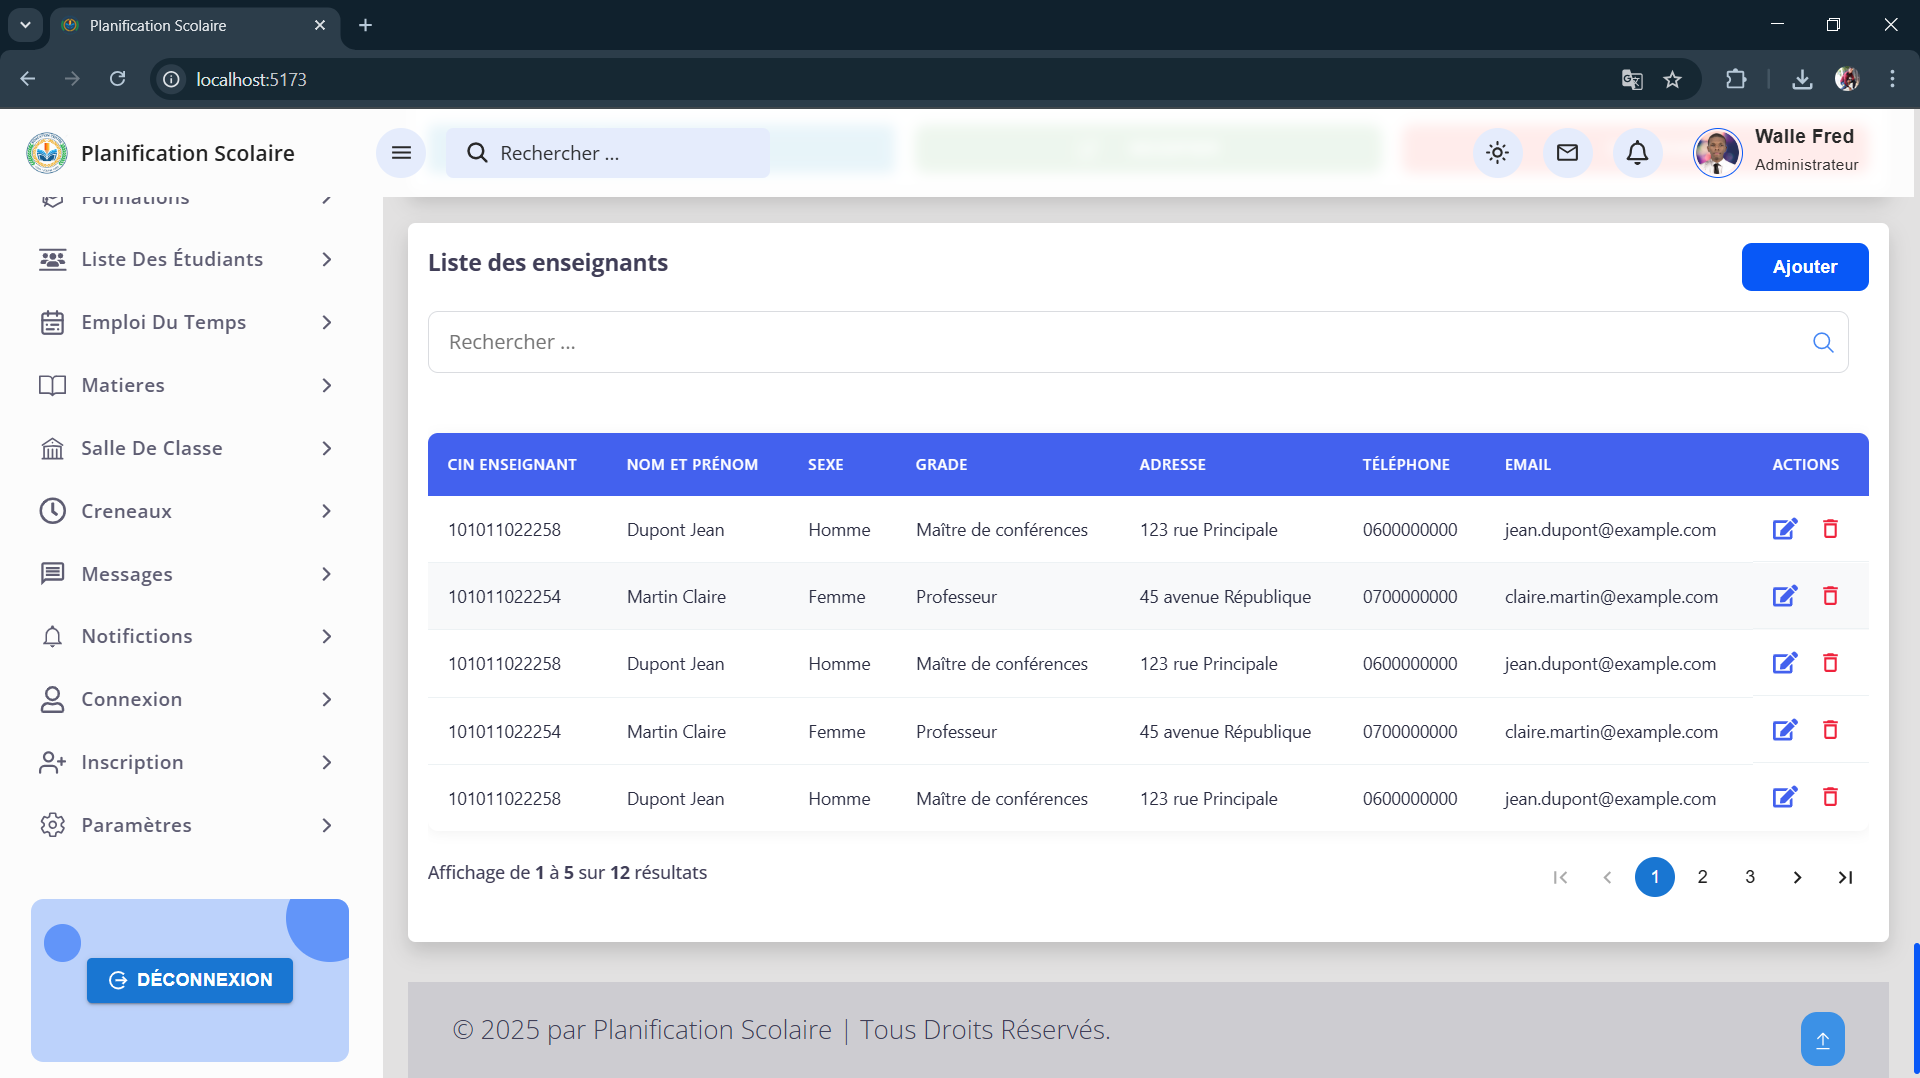 Planification Scolaire
localhost:5173
Planification Scolaire
Rechercher ...
Walle Fred
Administrateur
Formations
Liste Des Étudiants
Emploi Du Temps
Matieres
Salle De Classe
Creneaux
Messages
Notifictions
Connexion
Inscription
Paramètres
DÉCONNEXION
Liste des enseignants
Ajouter
Rechercher ...
CIN ENSEIGNANT NOM ET PRÉNOM SEXE GRADE ADRESSE TÉLÉPHONE EMAIL ACTIONS
101011022258 Dupont Jean Homme Maître de conférences 123 rue Principale 0600000000 jean.dupont@example.com
101011022254 Martin Claire Femme Professeur 45 avenue République 0700000000 claire.martin@example.com
101011022258 Dupont Jean Homme Maître de conférences 123 rue Principale 0600000000 jean.dupont@example.com
101011022254 Martin Claire Femme Professeur 45 avenue République 0700000000 claire.martin@example.com
101011022258 Dupont Jean Homme Maître de conférences 123 rue Principale 0600000000 jean.dupont@example.com
Affichage de 1 à 5 sur 12 résultats
1 2 3
© 2025 par Planification Scolaire | Tous Droits Réservés.